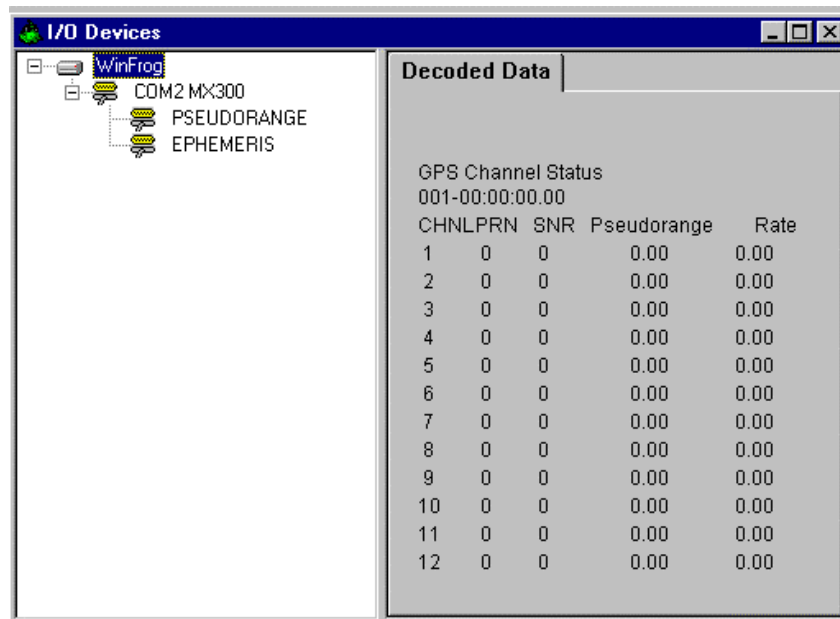 I/O Devices
WinFrog
COM2 MX300
PSEUDORANGE
EPHEMERIS
Decoded Data
GPS Channel Status
001-00:00:00.00
CHNLPRN SNR Pseudorange Rate
1 0 0 0.00 0.00
2 0 0 0.00 0.00
3 0 0 0.00 0.00
4 0 0 0.00 0.00
5 0 0 0.00 0.00
6 0 0 0.00 0.00
7 0 0 0.00 0.00
8 0 0 0.00 0.00
9 0 0 0.00 0.00
10 0 0 0.00 0.00
11 0 0 0.00 0.00
12 0 0 0.00 0.00